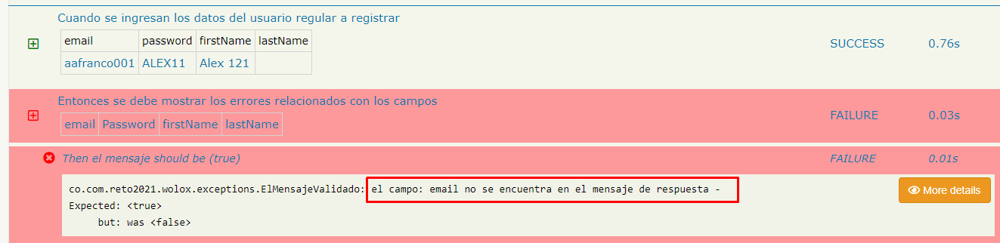 Cuando se ingresan los datos del usuario regular a registrar
email password firstName lastName
aafranco001 ALEX11 Alex 121
SUCCESS 0.76s
Entonces se debe mostrar los errores relacionados con los campos
email Password firstName lastName
FAILURE 0.03s
Then el mensaje should be (true) FAILURE 0.01s
co.com.reto2021.wolox.exceptions.ElMensajeValidado: el campo: email no se encuentra en el mensaje de respuesta -
Expected: <true>
but: was <false>
More details